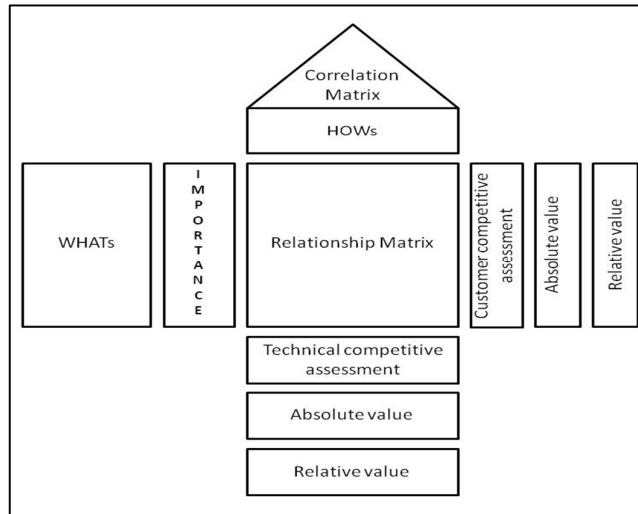 Correlation
Matrix
HOWs
WHATs
IMPORTANCE
Relationship Matrix
Customer competitive
assessment
Absolute value
Relative value
Technical competitive
assessment
Absolute value
Relative value